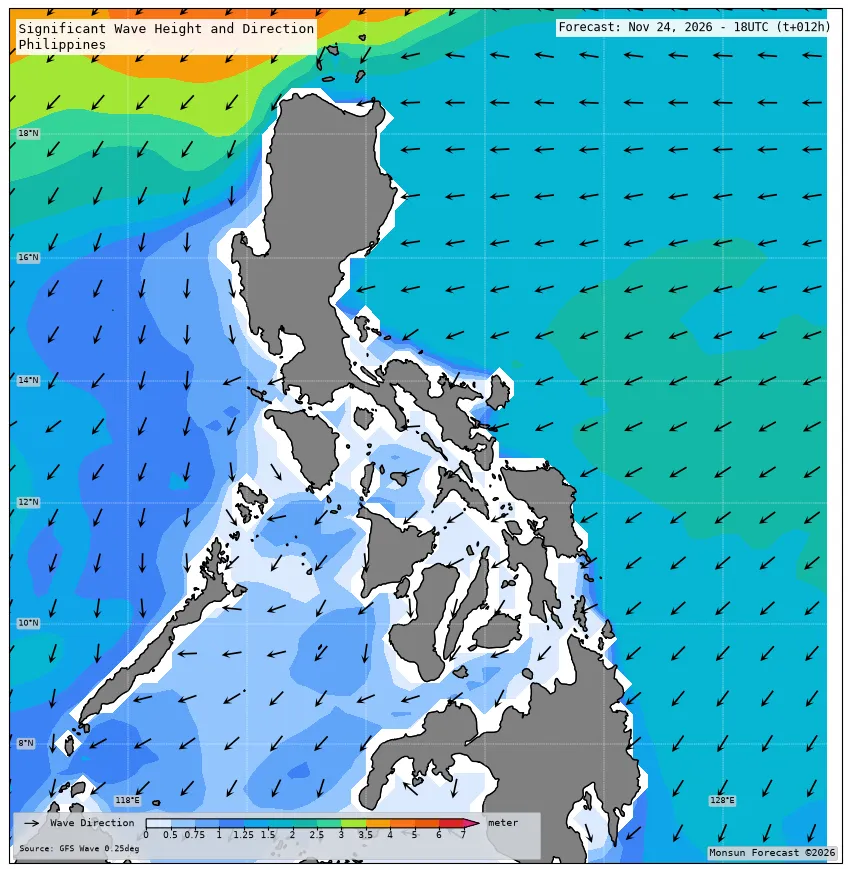 Significant Wave Height and Direction
Philippines
Forecast: Nov 24, 2026 - 18UTC (t+012h)
18°N
16°N
14°N
12°N
10°N
8°N
118°E
128°E
Wave Direction
0 0.5 0.75 1 1.25 1.5 2 2.5 3 3.5 4 5 6 7
meter
Source: GFS Wave 0.25deg
Monsun Forecast ©2026